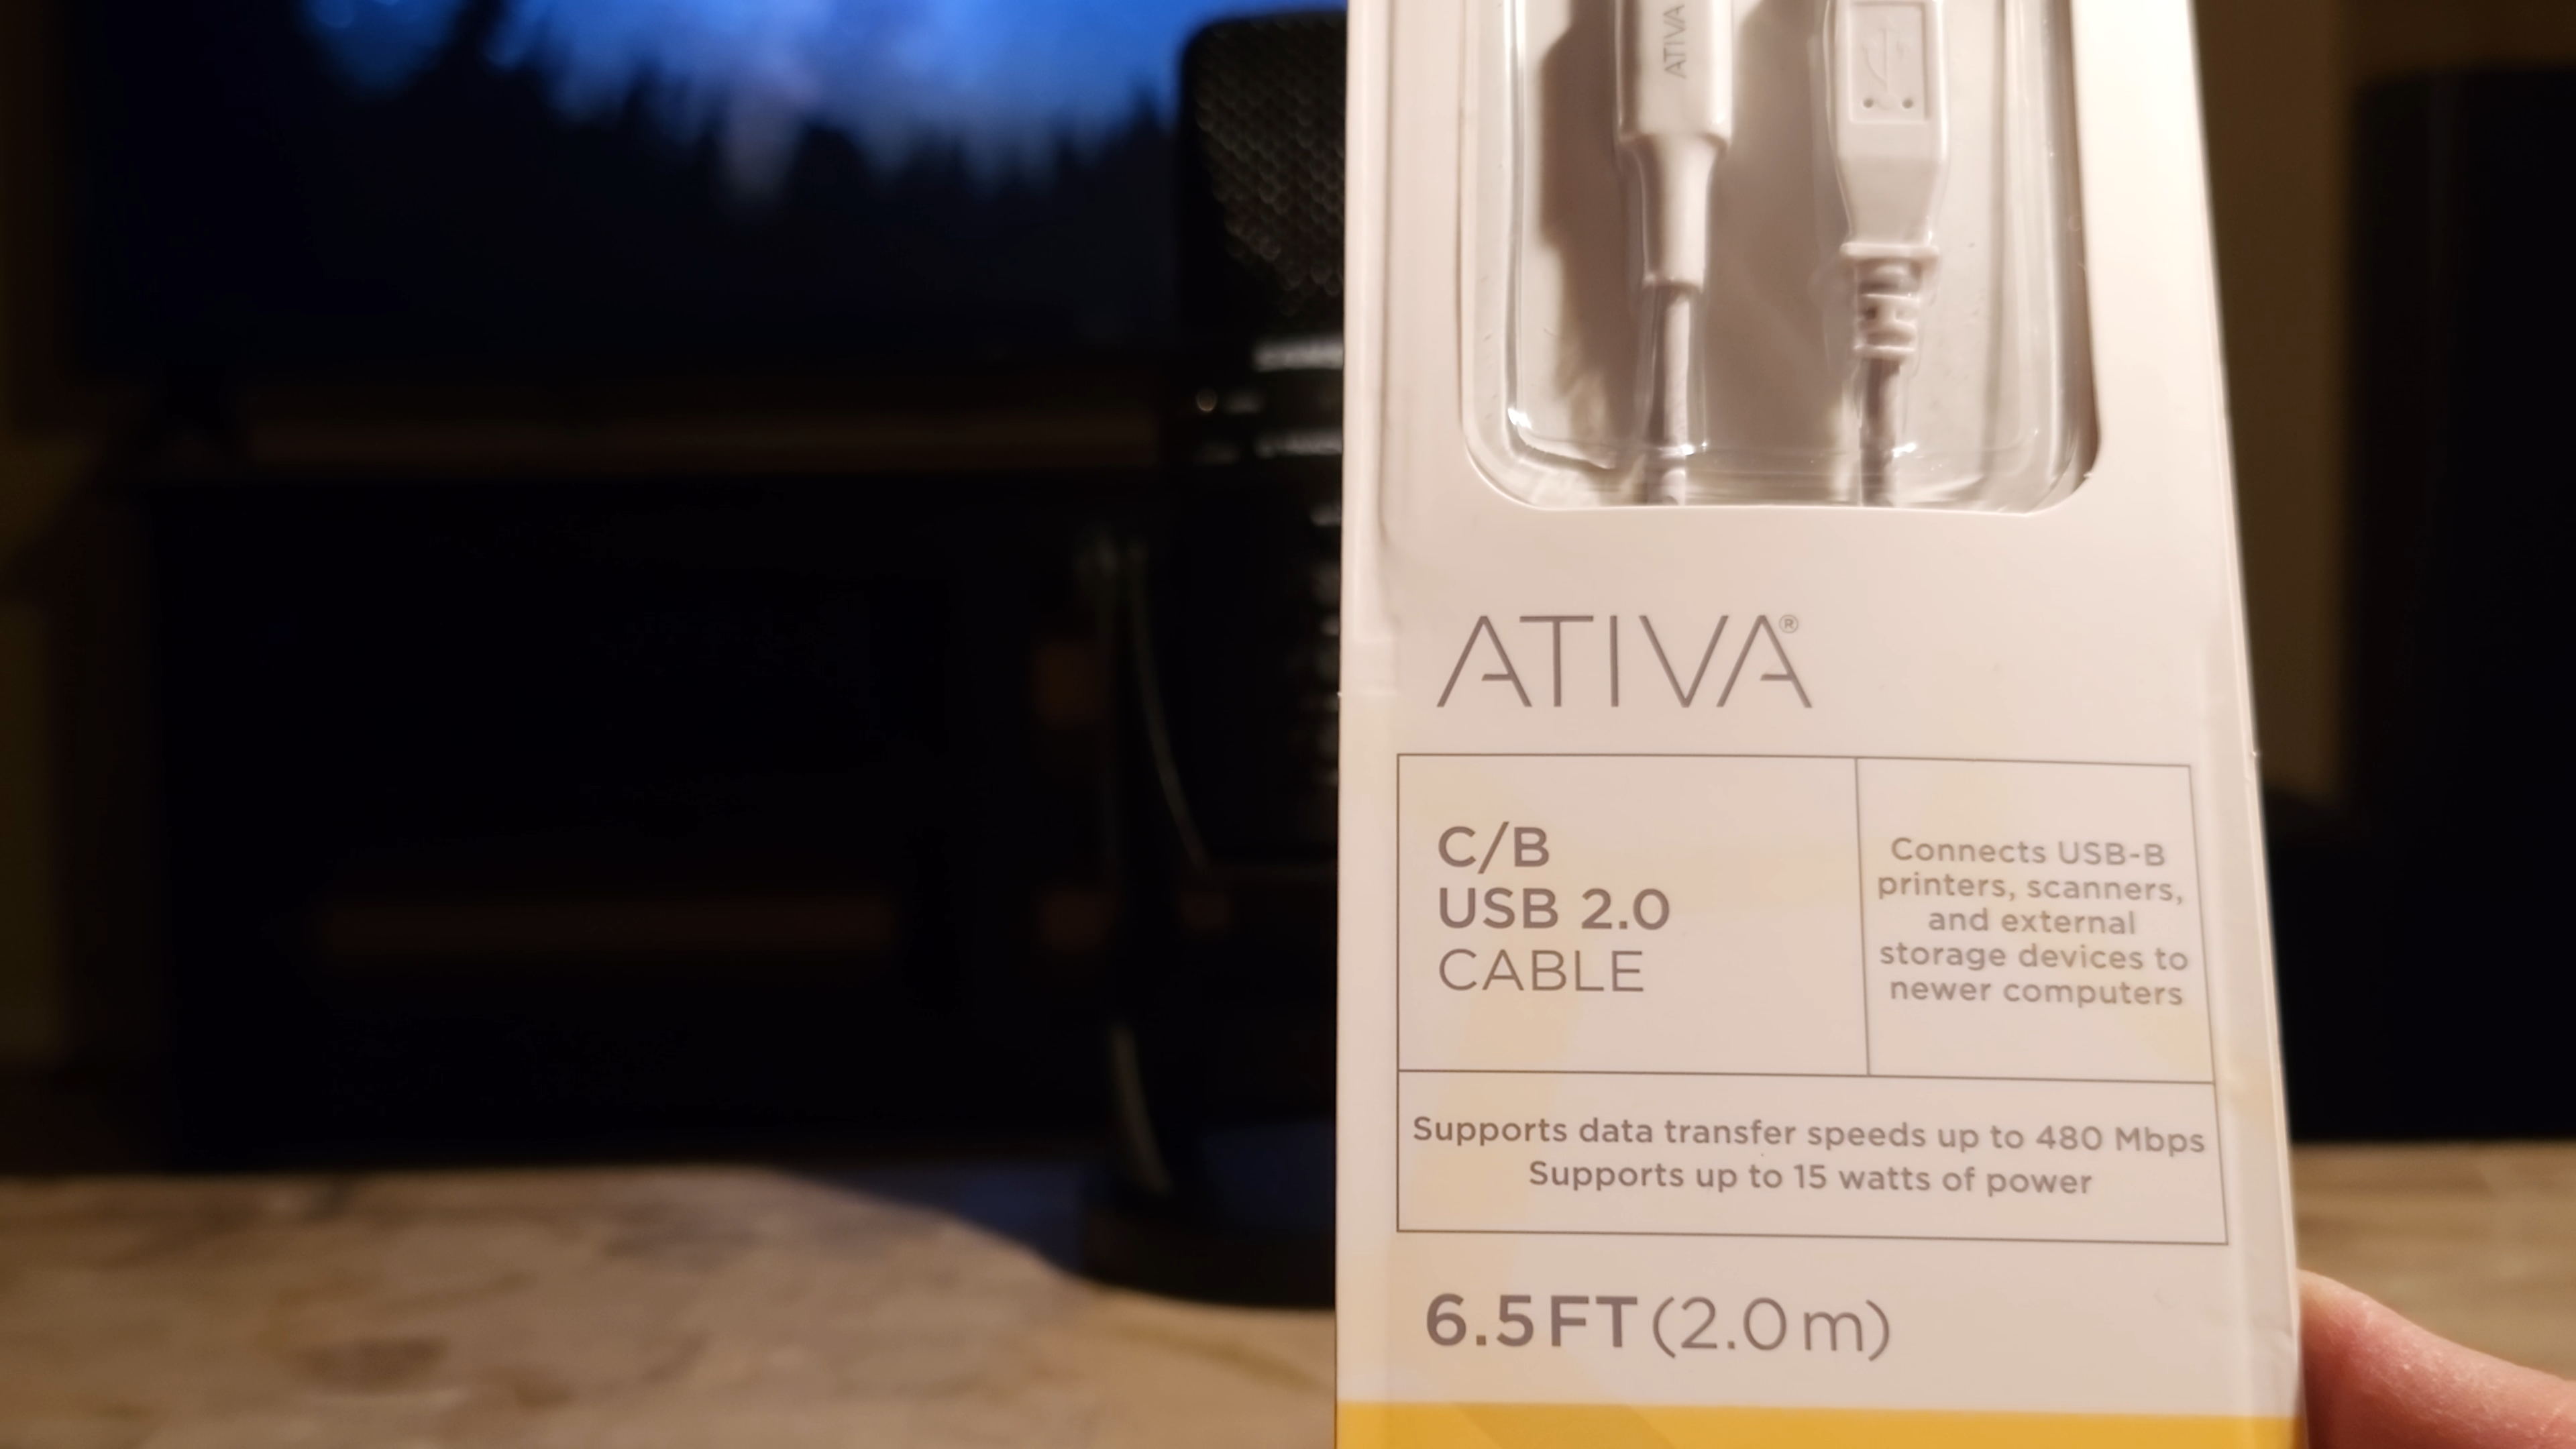 ATIVA
ATIVA®
C/B
USB 2.0
CABLE
Connects USB-B
printers, scanners,
and external
storage devices to
newer computers
Supports data transfer speeds up to 480 Mbps
Supports up to 15 watts of power
6.5FT(2.0m)